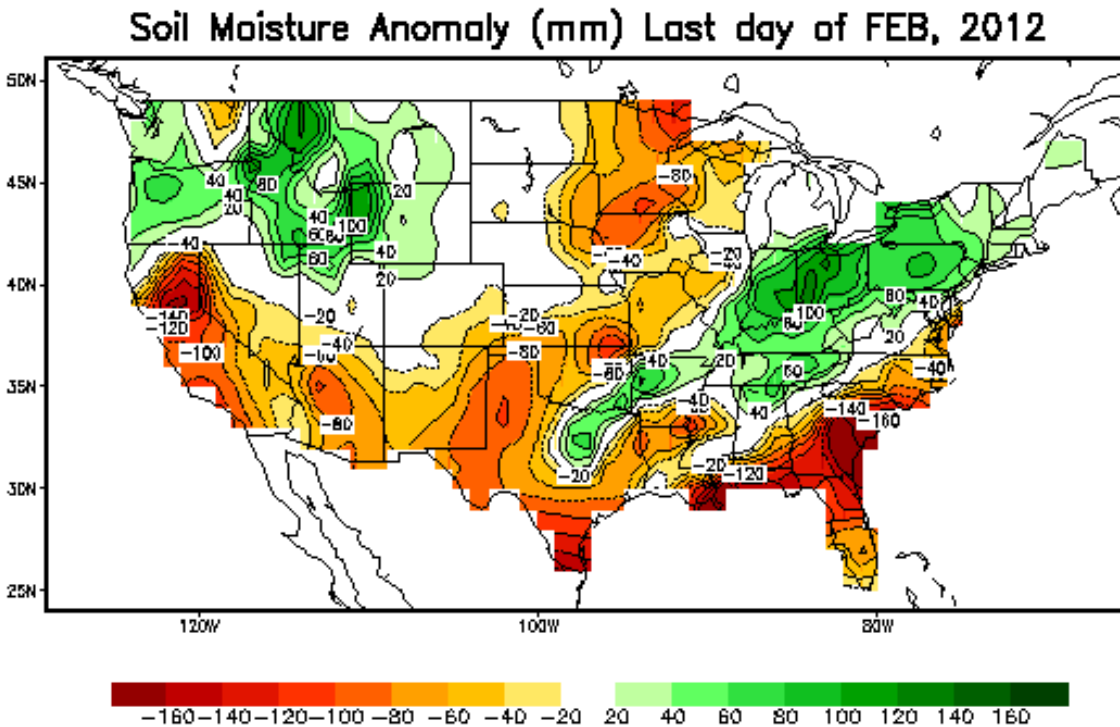 Soil Moisture Anomaly (mm) Last day of FEB, 2012
50N
45N
40N
35N
30N
25N
-80
40 80 20
40
20
40 100
60 80
-40 60 40 -20
20 -40
80 40
-20 -20 100
-140 -120 -40 -60 80
-100 -80 20 20
-60 40 60 -40
-80 -40 40 -140
-160
-20 -20 -120
120W 100W 80W
-160 -140 -120 -100 -80 -60 -40 -20 20 40 60 80 100 120 140 160